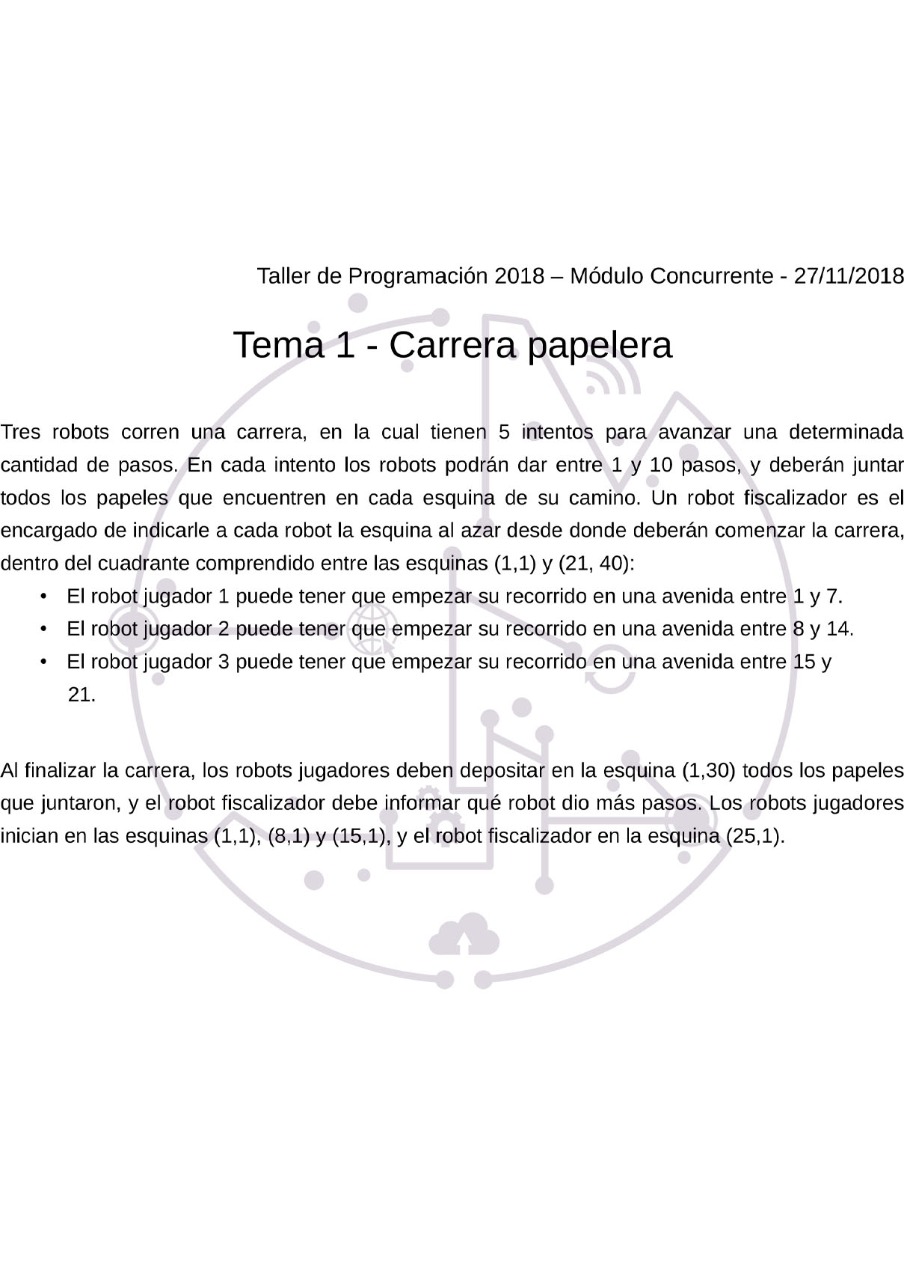 Taller de Programación 2018 – Módulo Concurrente - 27/11/2018
Tema 1 - Carrera papelera
Tres robots corren una carrera, en la cual tienen 5 intentos para avanzar una determinada
cantidad de pasos. En cada intento los robots podrán dar entre 1 y 10 pasos, y deberán juntar
todos los papeles que encuentren en cada esquina de su camino. Un robot fiscalizador es el
encargado de indicarle a cada robot la esquina al azar desde donde deberán comenzar la carrera,
dentro del cuadrante comprendido entre las esquinas (1,1) y (21, 40):
• El robot jugador 1 puede tener que empezar su recorrido en una avenida entre 1 y 7.
• El robot jugador 2 puede tener que empezar su recorrido en una avenida entre 8 y 14.
• El robot jugador 3 puede tener que empezar su recorrido en una avenida entre 15 y
21.
Al finalizar la carrera, los robots jugadores deben depositar en la esquina (1,30) todos los papeles
que juntaron, y el robot fiscalizador debe informar qué robot dio más pasos. Los robots jugadores
inician en las esquinas (1,1), (8,1) y (15,1), y el robot fiscalizador en la esquina (25,1).